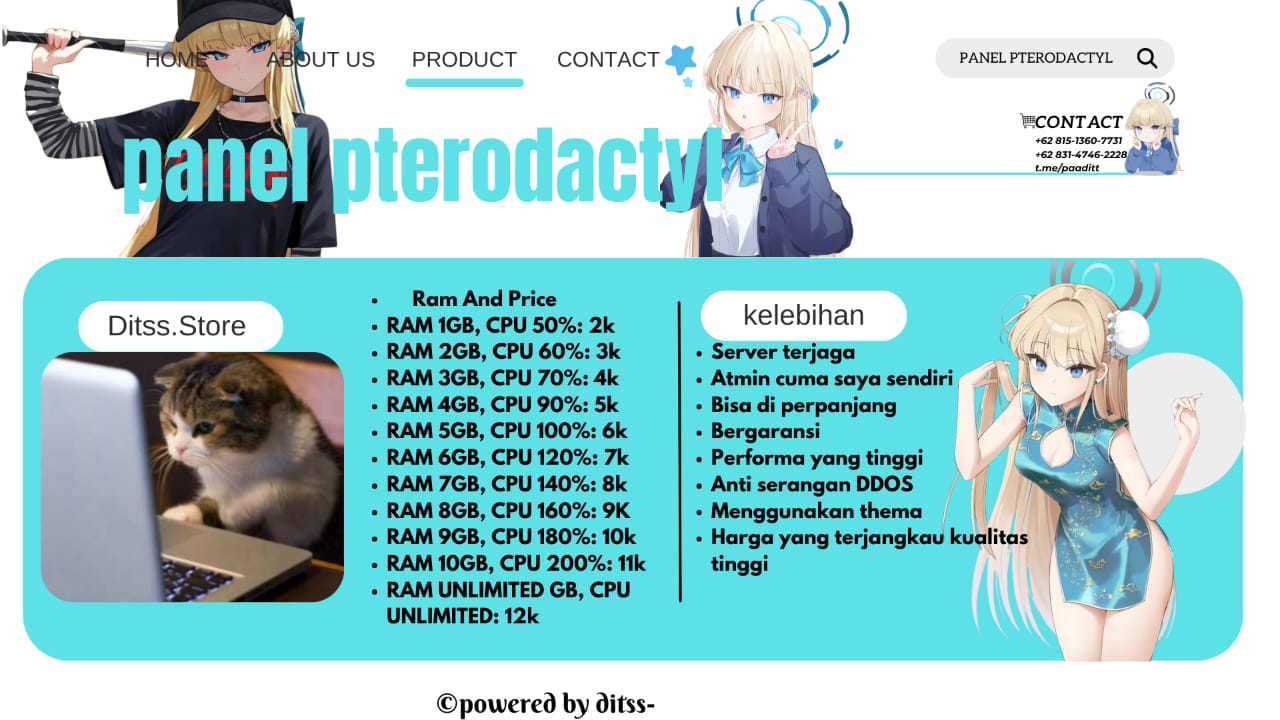 HOME ABOUT US PRODUCT CONTACT
PANEL PTERODACTYL
CONTACT
+62 815-1360-7731
+62 831-4746-2228
t.me/paaditt
panel pterodactyl
Ditss.Store
• Ram And Price
• RAM 1GB, CPU 50%: 2k
• RAM 2GB, CPU 60%: 3k
• RAM 3GB, CPU 70%: 4k
• RAM 4GB, CPU 90%: 5k
• RAM 5GB, CPU 100%: 6k
• RAM 6GB, CPU 120%: 7k
• RAM 7GB, CPU 140%: 8k
• RAM 8GB, CPU 160%: 9K
• RAM 9GB, CPU 180%: 10k
• RAM 10GB, CPU 200%: 11k
• RAM UNLIMITED GB, CPU
UNLIMITED: 12k
kelebihan
• Server terjaga
• Atmin cuma saya sendiri
• Bisa di perpanjang
• Bergaransi
• Performa yang tinggi
• Anti serangan DDOS
• Menggunakan thema
• Harga yang terjangkau kualitas
tinggi
©powered by ditss-